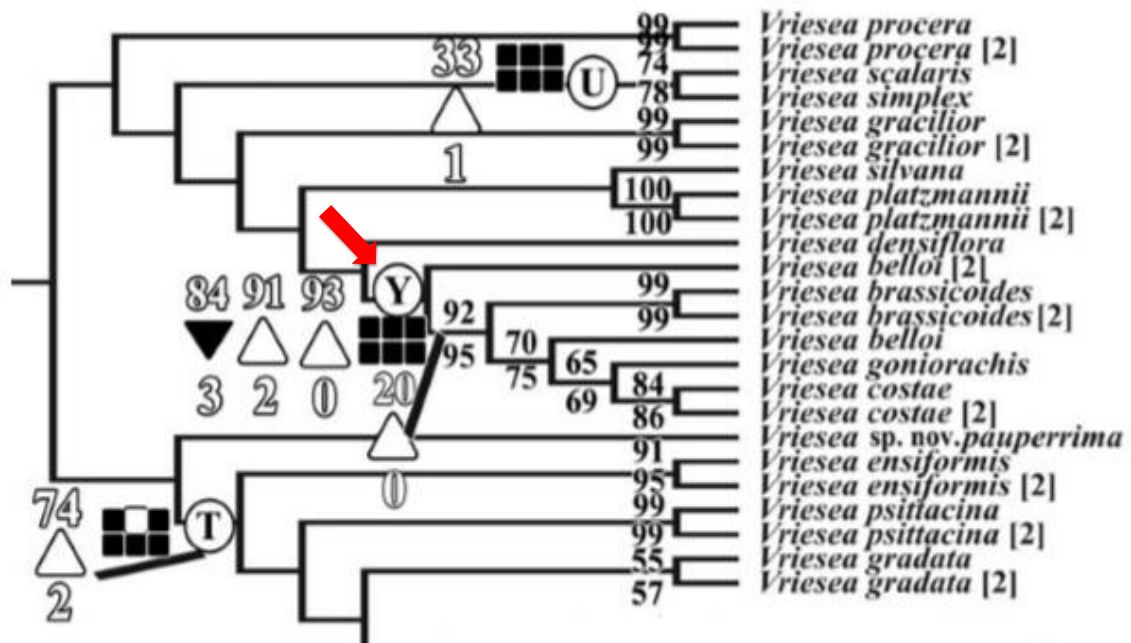 99 Vriesea procera
Vriesea procera [2]
33 U 74 Vriesea scalaris
78 Vriesea simplex
99 Vriesea gracilior
1 99 Vriesea gracilior [2]
Vriesea silvana
100 Vriesea platzmannii
100 Vriesea platzmannii [2]
Vriesea densiflora
Y Vriesea belloi [2]
84 91 93 92 99 Vriesea brassicoides
99 Vriesea brassicoides [2]
95 70 Vriesea belloi
75 65 Vriesea goniorachis
3 2 0 20 69 84 Vriesea costae
86 Vriesea costae [2]
Vriesea sp. nov. pauperrima
91 Vriesea ensiformis
0 95 Vriesea ensiformis [2]
74 T 99 Vriesea psittacina
99 Vriesea psittacina [2]
55 Vriesea gradata
2 57 Vriesea gradata [2]